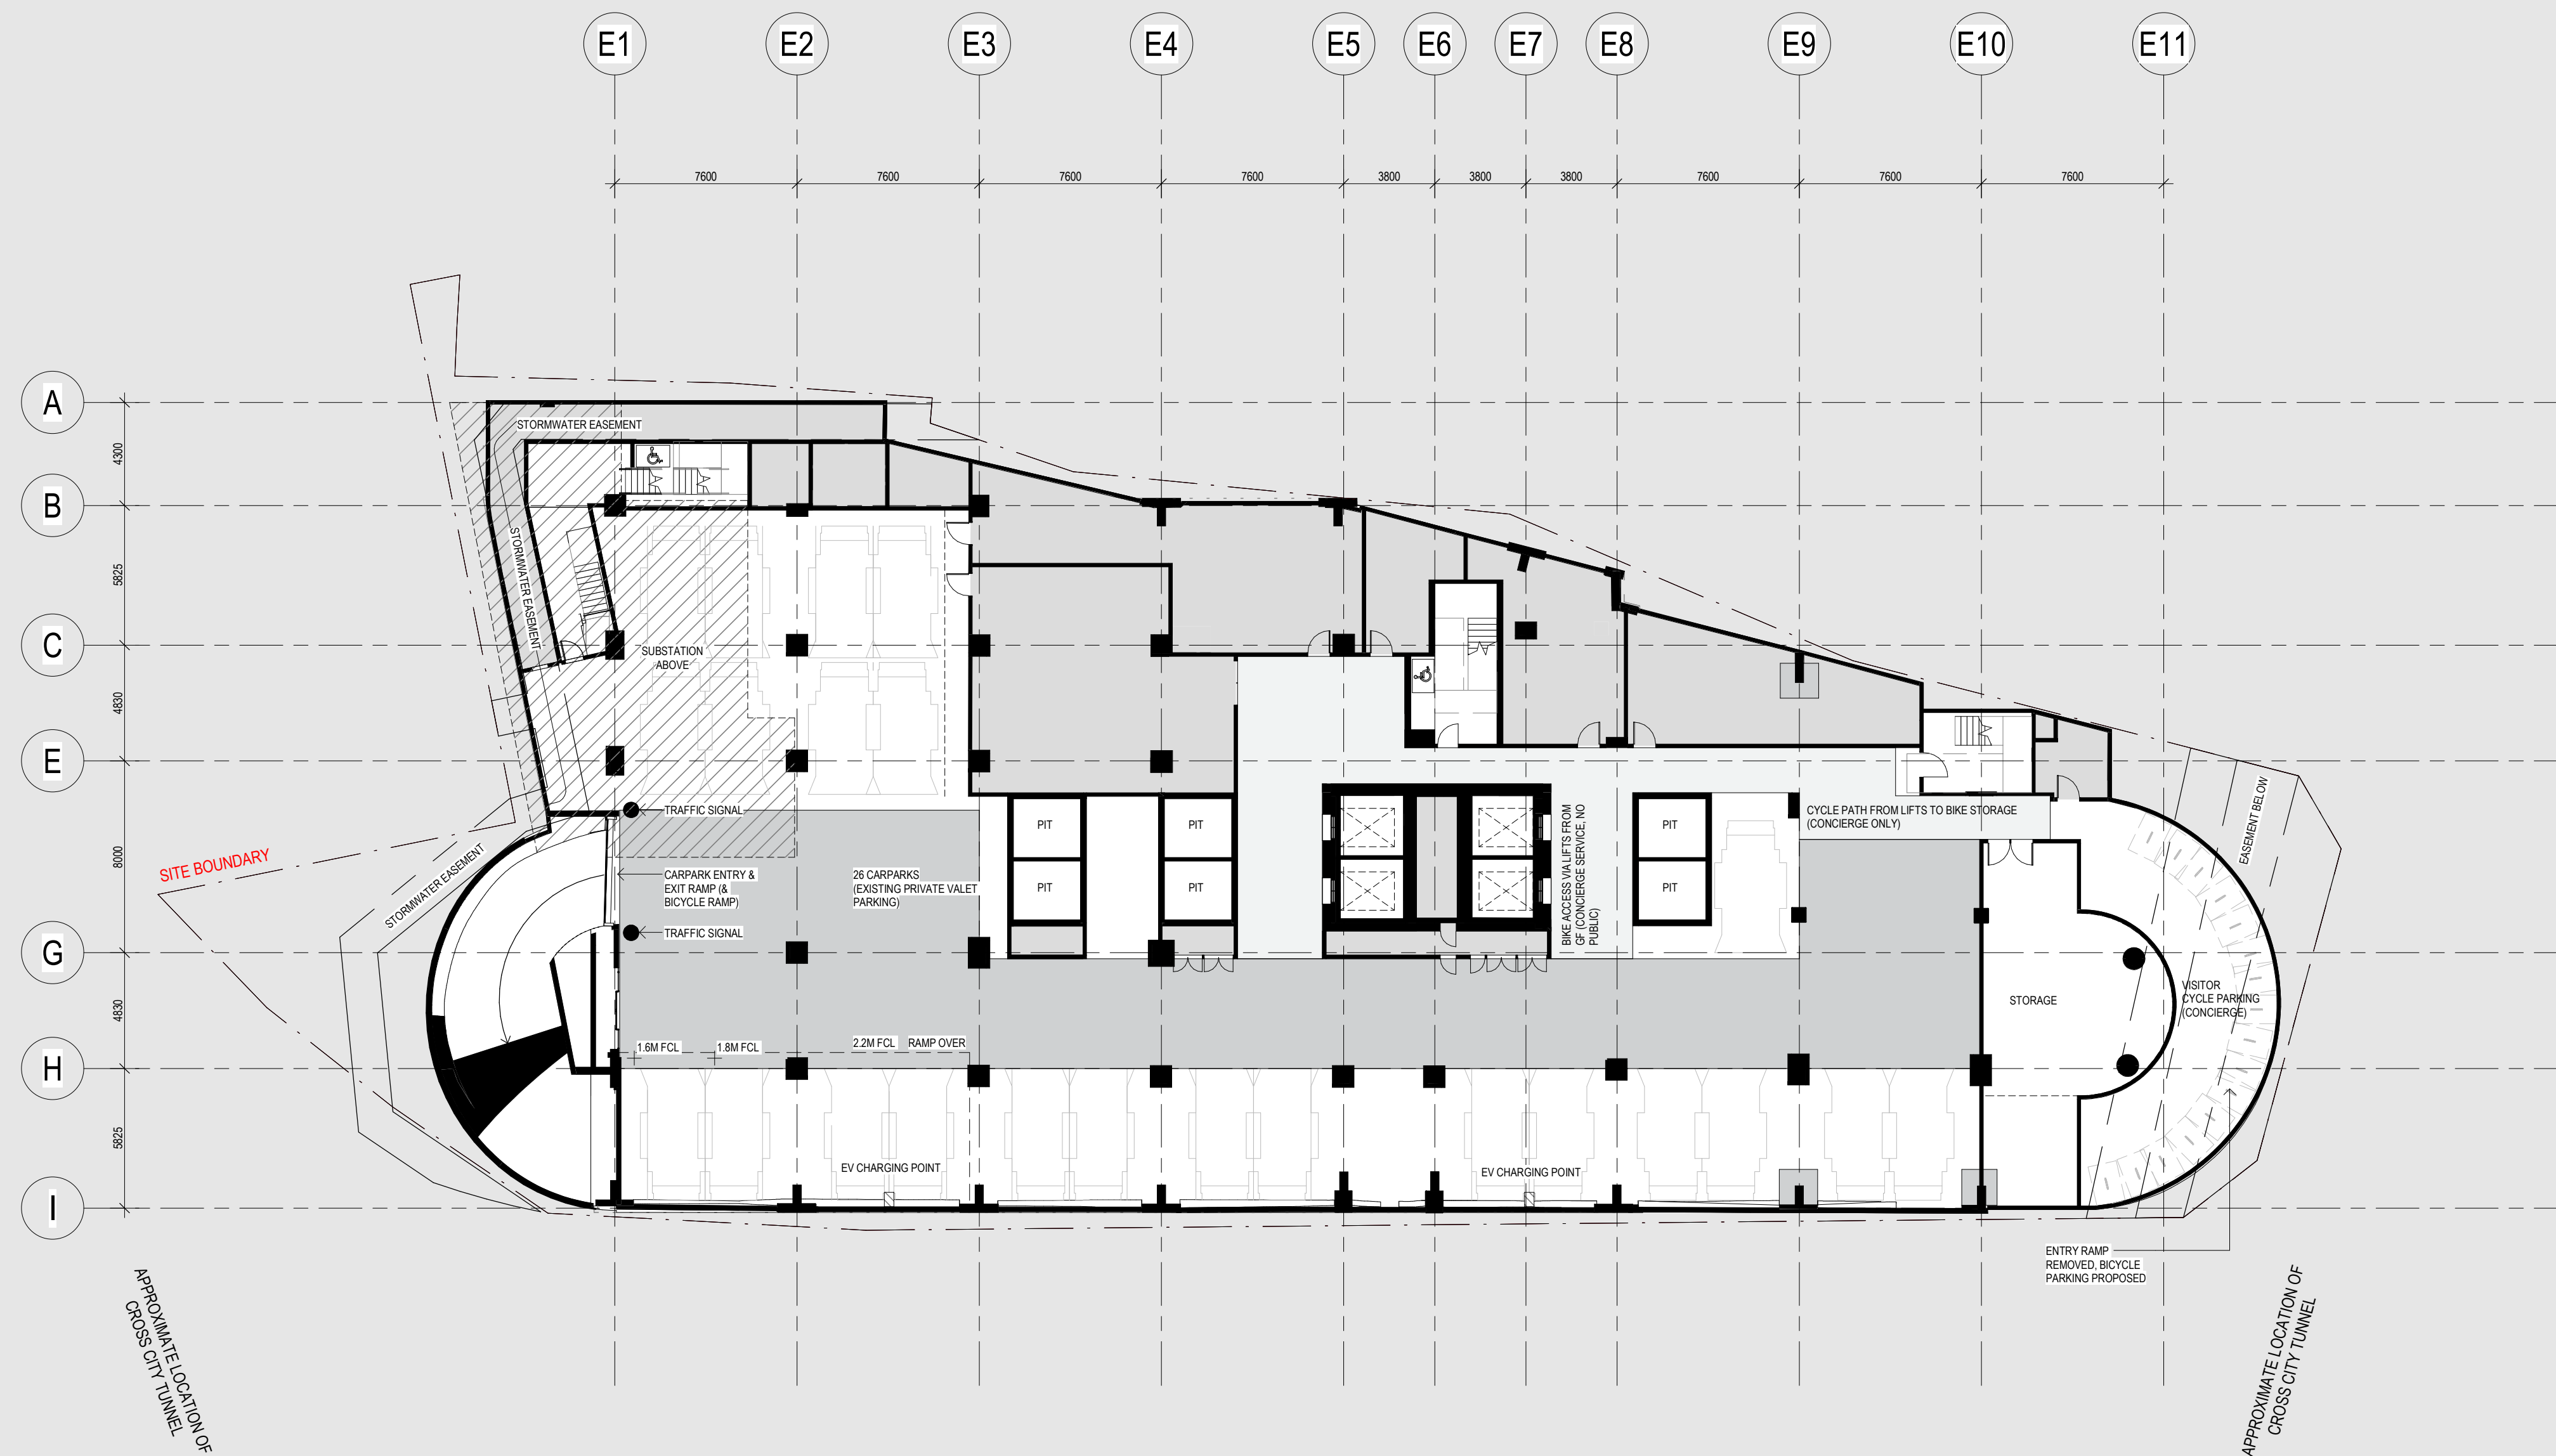 E1 E2 E3 E4 E5 E6 E7 E8 E9 E10 E11
7600 7600 7600 7600 3800 3800 3800 7600 7600 7600
A
STORMWATER EASEMENT
4300
B
STORMWATER EASEMENT
5825
C
SUBSTATION
ABOVE
4830
E
TRAFFIC SIGNAL
CYCLE PATH FROM LIFTS TO BIKE STORAGE
(CONCIERGE ONLY)
EASEMENT BELOW
PIT
PIT
PIT
BIKE ACCESS VIA LIFTS FROM
GF (CONCIERGE SERVICE, NO
PUBLIC)
SITE BOUNDARY
STORMWATER EASEMENT
8000
CARPARK ENTRY &
EXIT RAMP (&
BICYCLE RAMP)
26 CARPARKS
(EXISTING PRIVATE VALET
PARKING)
PIT
PIT
PIT
TRAFFIC SIGNAL
G
VISITOR
CYCLE PARKING
(CONCIERGE)
STORAGE
4830
1.6M FCL
1.8M FCL
2.2M FCL
RAMP OVER
H
5825
EV CHARGING POINT
EV CHARGING POINT
I
ENTRY RAMP
REMOVED, BICYCLE
PARKING PROPOSED
APPROXIMATE LOCATION OF
CROSS CITY TUNNEL
APPROXIMATE LOCATION OF
CROSS CITY TUNNEL